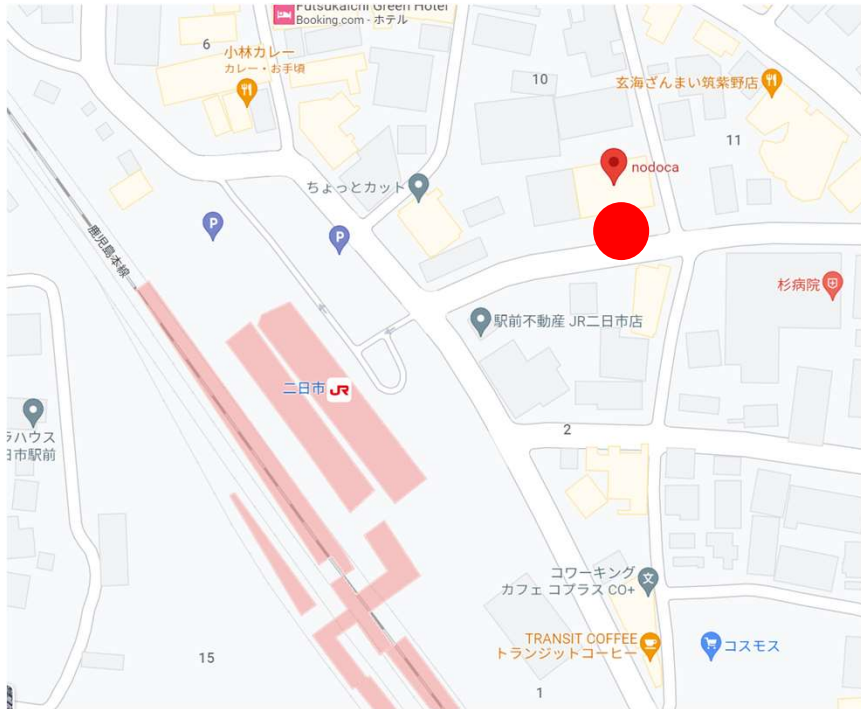 Futsukaichi Green Hotel
Booking.com - ホテル
6
小林カレー
カレー・お手頃
10
玄海ざんまい筑紫野店
11
nodoca
ちょっとカット
P
P
鹿児島本線
杉病院
駅前不動産 JR二日市店
二日市 JR
2
ラハウス
日市駅前
コワーキング
カフェ コプラス CO+
文
TRANSIT COFFEE
トランジットコーヒー
コスモス
15
1